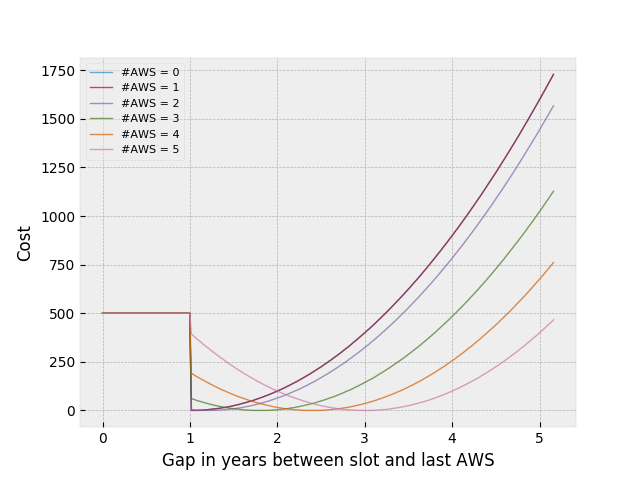 1750
1500
1250
1000
750
500
250
0
Cost
#AWS = 0
#AWS = 1
#AWS = 2
#AWS = 3
#AWS = 4
#AWS = 5
0 1 2 3 4 5
Gap in years between slot and last AWS